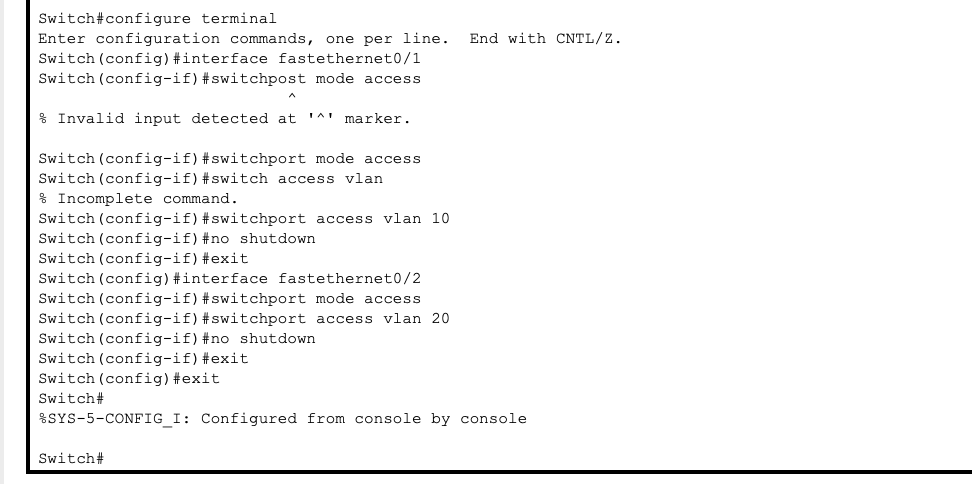 Switch#configure terminal
Enter configuration commands, one per line.  End with CNTL/Z.
Switch(config)#interface fastethernet0/1
Switch(config-if)#switchpost mode access
                          ^
% Invalid input detected at '^' marker.

Switch(config-if)#switchport mode access
Switch(config-if)#switch access vlan
% Incomplete command.
Switch(config-if)#switchport access vlan 10
Switch(config-if)#no shutdown
Switch(config-if)#exit
Switch(config)#interface fastethernet0/2
Switch(config-if)#switchport mode access
Switch(config-if)#switchport access vlan 20
Switch(config-if)#no shutdown
Switch(config-if)#exit
Switch(config)#exit
Switch#
%SYS-5-CONFIG_I: Configured from console by console

Switch#